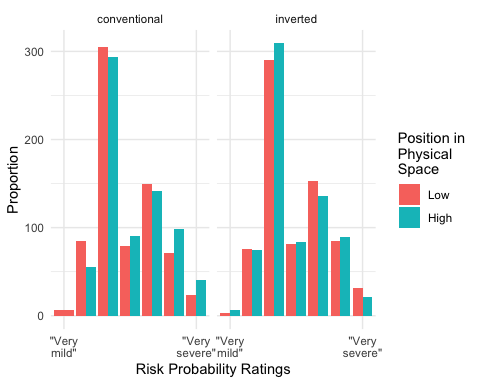 conventional
inverted
300
200
100
0
Proportion
"Very
mild"
"Very
severe"
"Very
mild"
"Very
severe"
Risk Probability Ratings
Position in
Physical
Space
Low
High